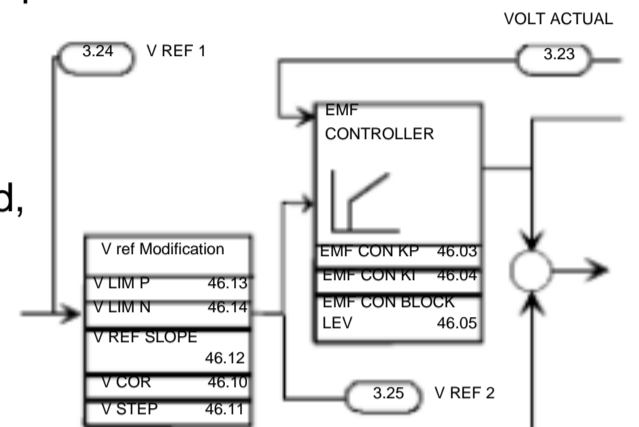 VOLT ACTUAL
3.24 V REF 1
3.23
EMF
CONTROLLER
d,
V ref Modification
EMF CON KP 46.03
EMF CON KI 46.04
EMF CON BLOCK
LEV 46.05
V LIM P 46.13
V LIM N 46.14
V REF SLOPE
46.12
V COR 46.10
V STEP 46.11
3.25 V REF 2